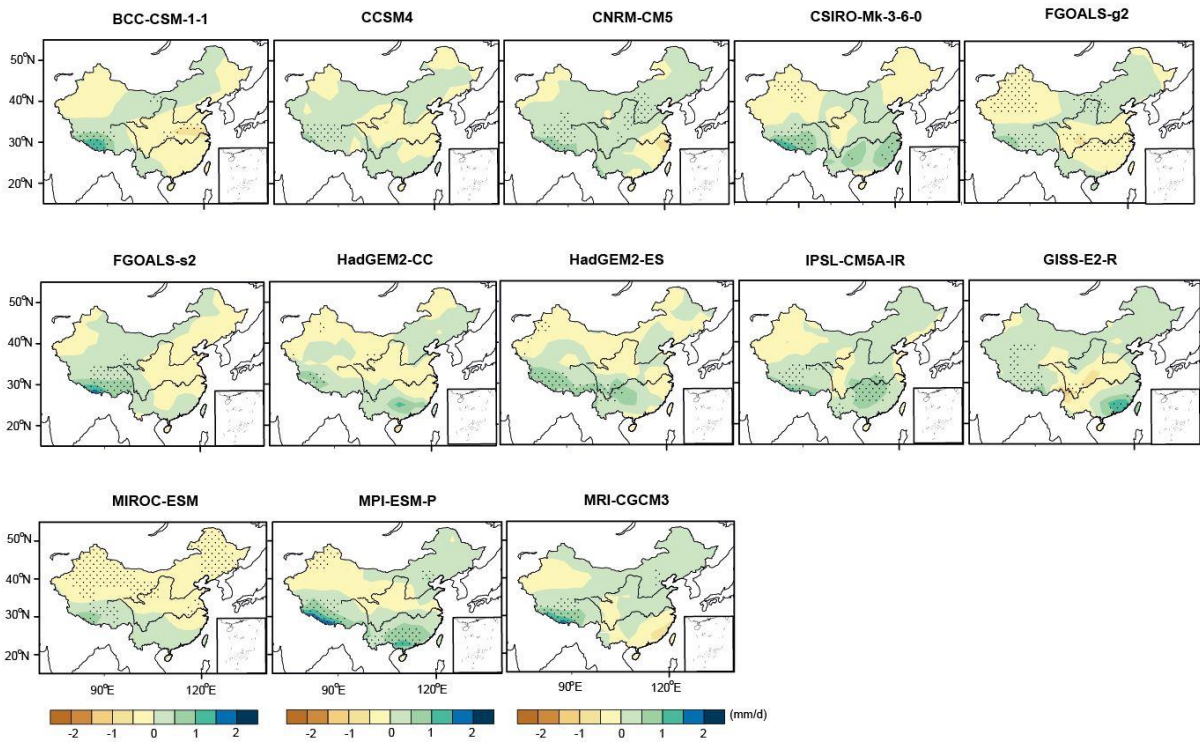 BCC-CSM-1-1 CCSM4 CNRM-CM5 CSIRO-Mk-3-6-0 FGOALS-g2
50°N
40°N
30°N
20°N
FGOALS-s2 HadGEM2-CC HadGEM2-ES IPSL-CM5A-IR GISS-E2-R
50°N
40°N
30°N
20°N
MIROC-ESM MPI-ESM-P MRI-CGCM3
50°N
40°N
30°N
20°N
90°E 120°E 90°E 120°E 90°E 120°E
-2 -1 0 1 2 -2 -1 0 1 2 -2 -1 0 1 2 (mm/d)